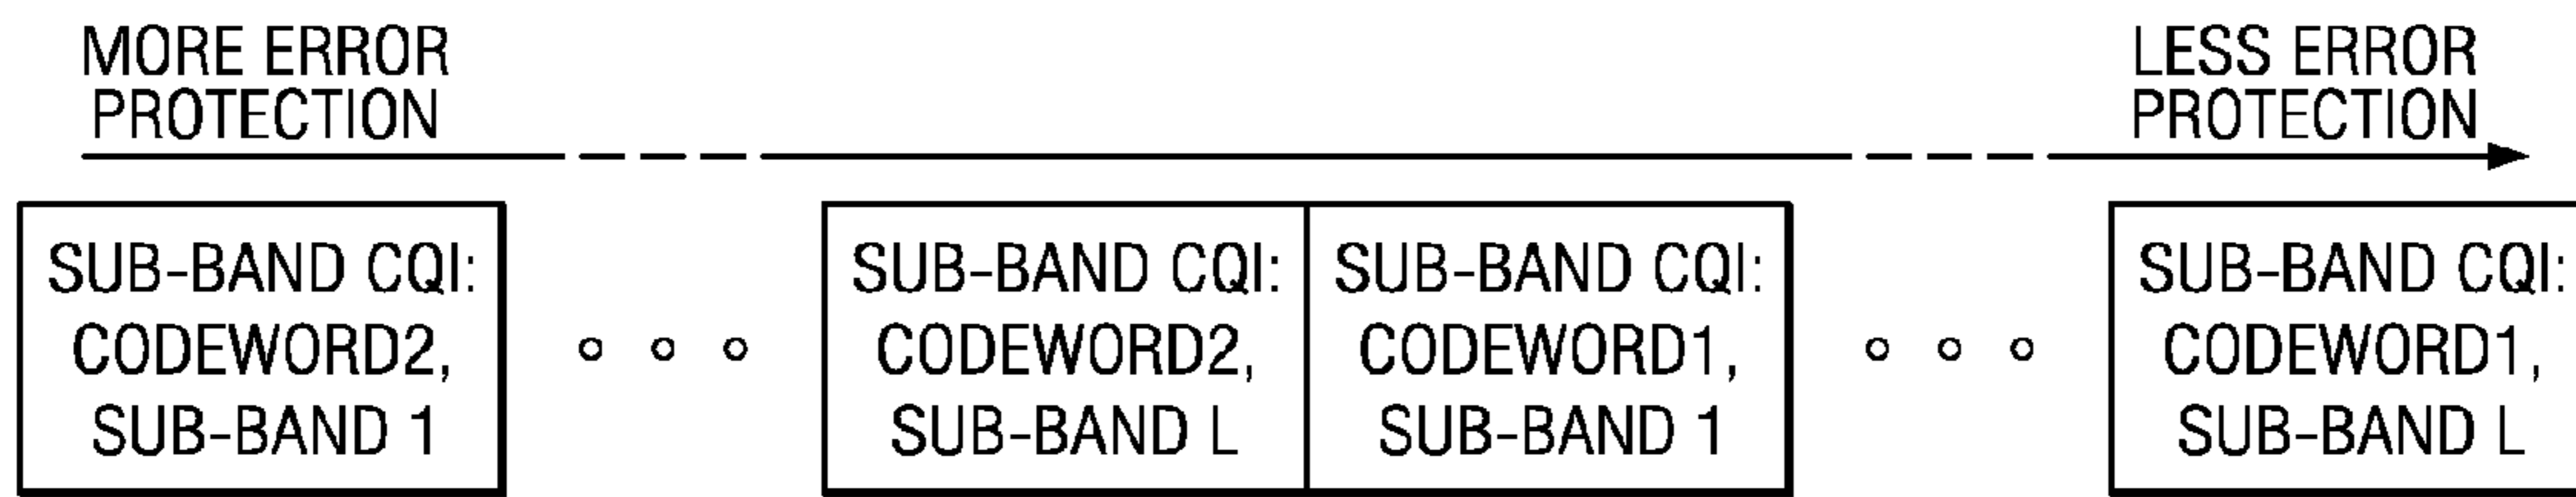 MORE ERROR
PROTECTION
LESS ERROR
PROTECTION
SUB-BAND CQI:
CODEWORD2,
SUB-BAND 1
SUB-BAND CQI:
CODEWORD2,
SUB-BAND L
SUB-BAND CQI:
CODEWORD1,
SUB-BAND 1
SUB-BAND CQI:
CODEWORD1,
SUB-BAND L